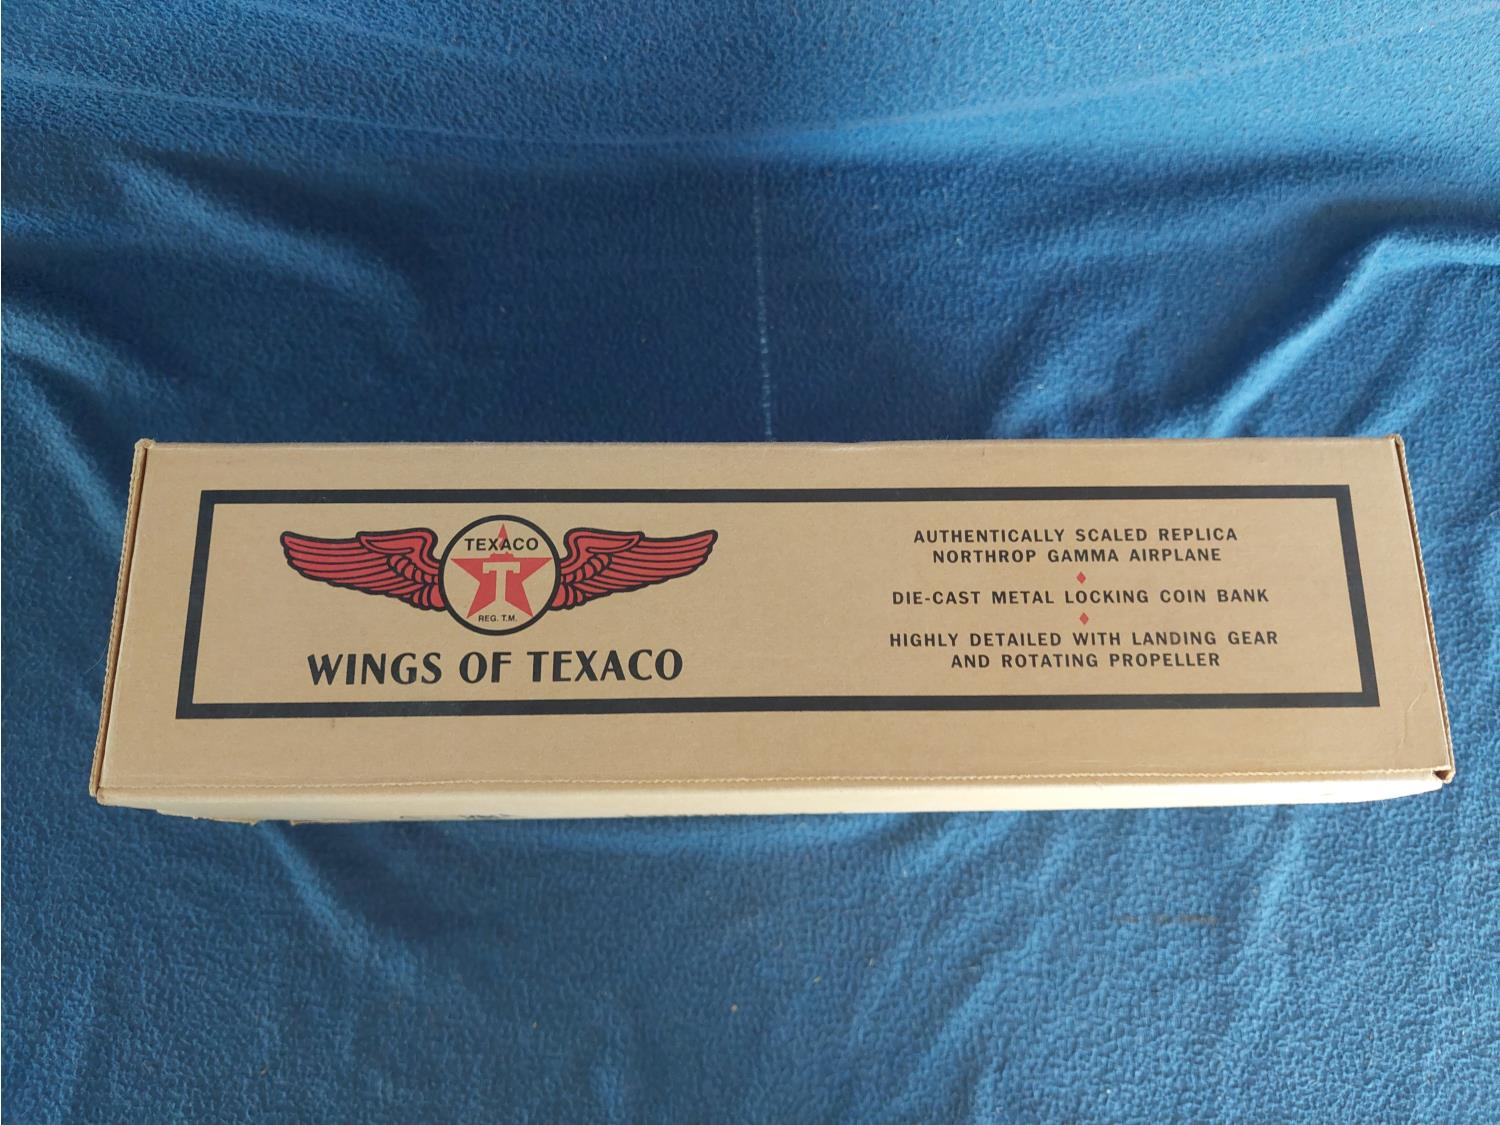 TEXACO
T
REG. T.M.
WINGS OF TEXACO
AUTHENTICALLY SCALED REPLICA
NORTHROP GAMMA AIRPLANE
DIE-CAST METAL LOCKING COIN BANK
HIGHLY DETAILED WITH LANDING GEAR
AND ROTATING PROPELLER